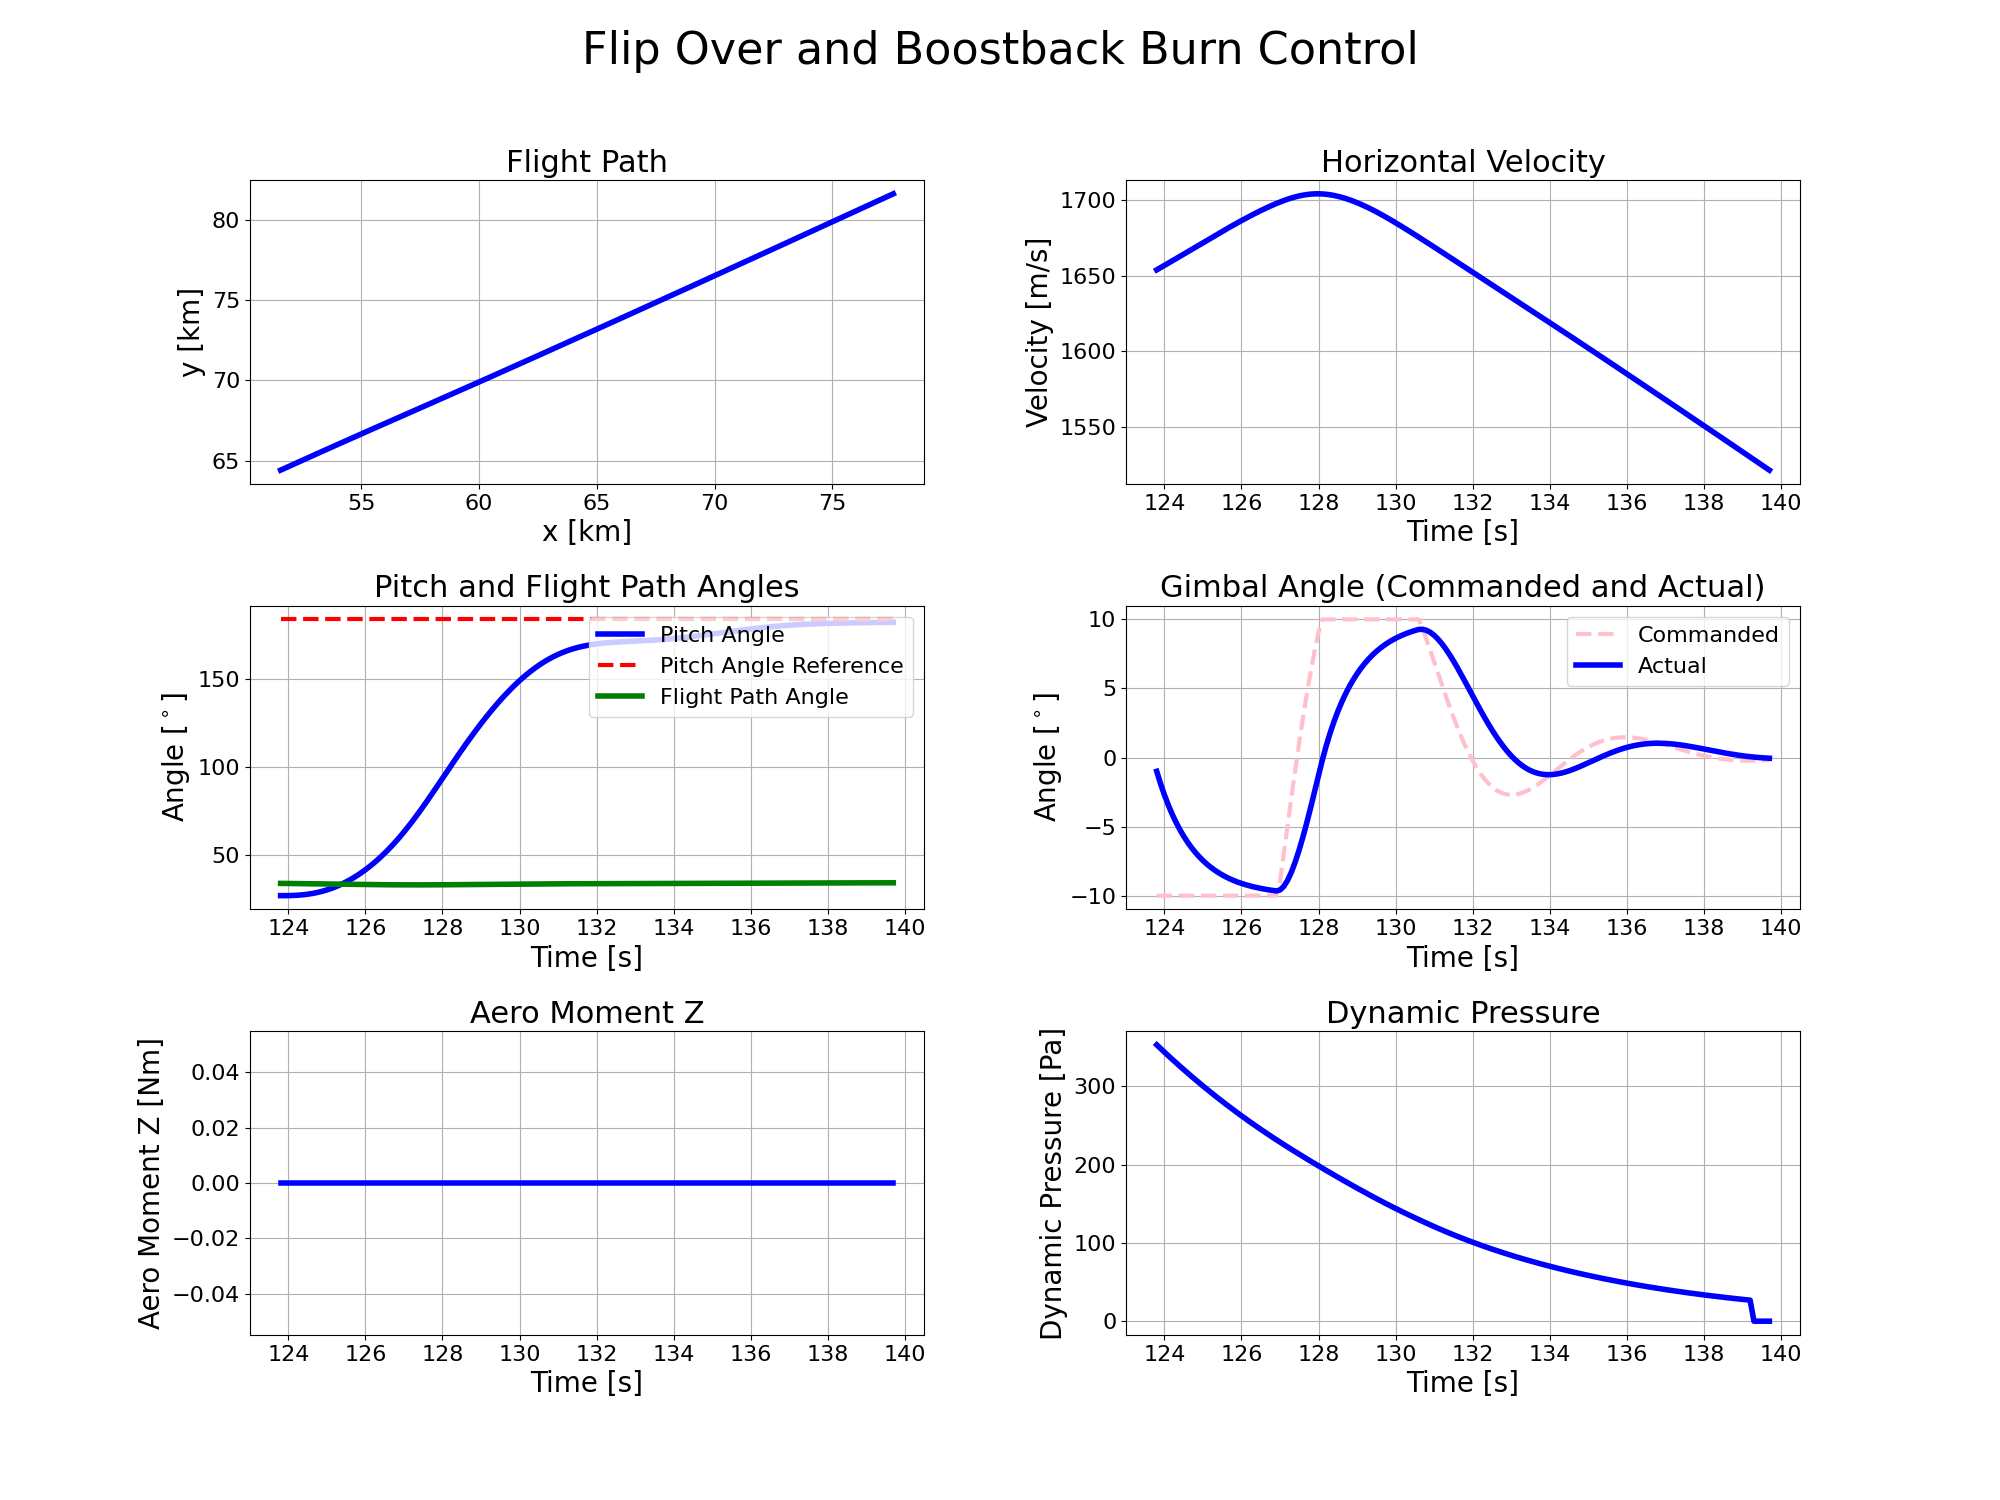 Flip Over and Boostback Burn Control
Flight Path
80
75
70
65
y [km]
55 60 65 70 75
x [km]
Horizontal Velocity
1700
1650
1600
1550
Velocity [m/s]
124 126 128 130 132 134 136 138 140
Time [s]
Pitch and Flight Path Angles
150
100
50
Angle [°]
Pitch Angle
Pitch Angle Reference
Flight Path Angle
124 126 128 130 132 134 136 138 140
Time [s]
Gimbal Angle (Commanded and Actual)
10
5
0
−5
−10
Angle [°]
Commanded
Actual
124 126 128 130 132 134 136 138 140
Time [s]
Aero Moment Z
0.04
0.02
0.00
−0.02
−0.04
Aero Moment Z [Nm]
124 126 128 130 132 134 136 138 140
Time [s]
Dynamic Pressure
300
200
100
0
Dynamic Pressure [Pa]
124 126 128 130 132 134 136 138 140
Time [s]